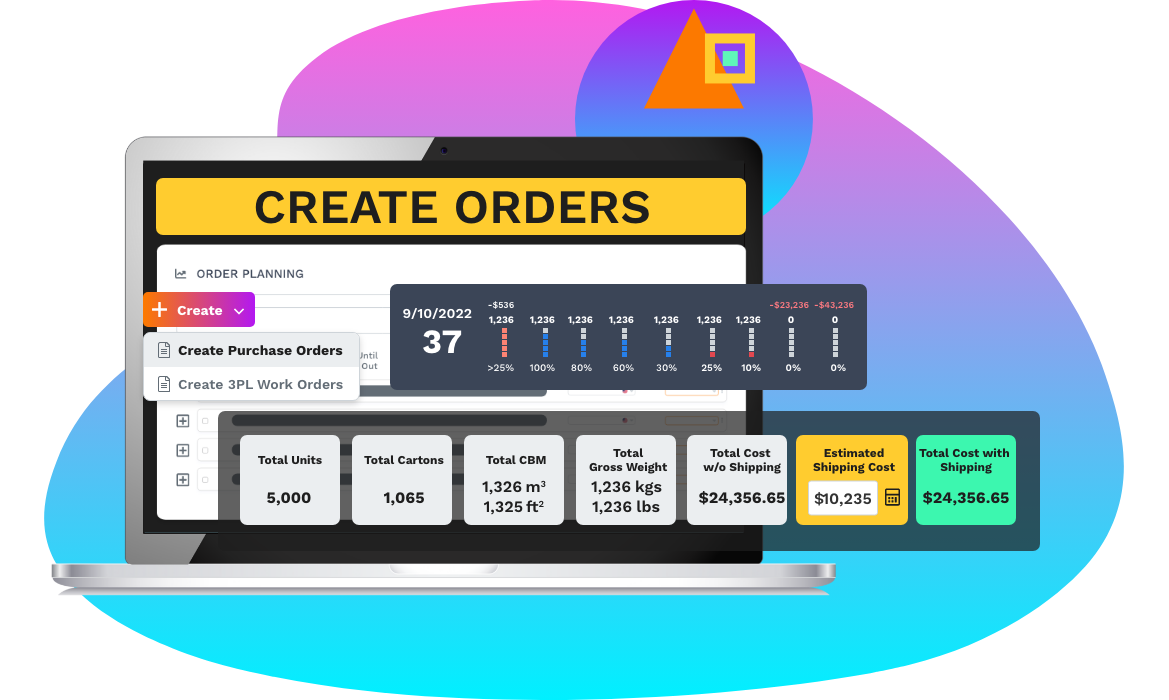 CREATE ORDERS
ORDER PLANNING
Create
Create Purchase Orders
Create 3PL Work Orders
Until
Out
9/10/2022
37
-$536 -$23,236 -$43,236
1,236 1,236 1,236 1,236 1,236 1,236 1,236 0 0
>25% 100% 80% 60% 30% 25% 10% 0% 0%
Total Units
5,000
Total Cartons
1,065
Total CBM
1,326 m³
1,325 ft²
Total
Gross Weight
1,236 kgs
1,236 lbs
Total Cost
w/o Shipping
$24,356.65
Estimated
Shipping Cost
$10,235
Total Cost with
Shipping
$24,356.65